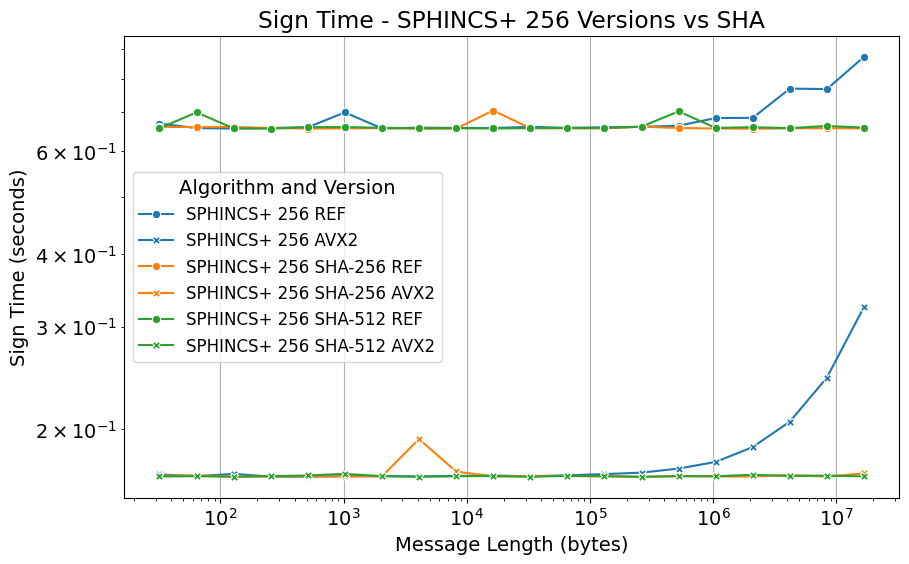 Sign Time - SPHINCS+ 256 Versions vs SHA
Sign Time (seconds)
6 × 10⁻¹
4 × 10⁻¹
3 × 10⁻¹
2 × 10⁻¹
Algorithm and Version
SPHINCS+ 256 REF
SPHINCS+ 256 AVX2
SPHINCS+ 256 SHA-256 REF
SPHINCS+ 256 SHA-256 AVX2
SPHINCS+ 256 SHA-512 REF
SPHINCS+ 256 SHA-512 AVX2
10² 10³ 10⁴ 10⁵ 10⁶ 10⁷
Message Length (bytes)